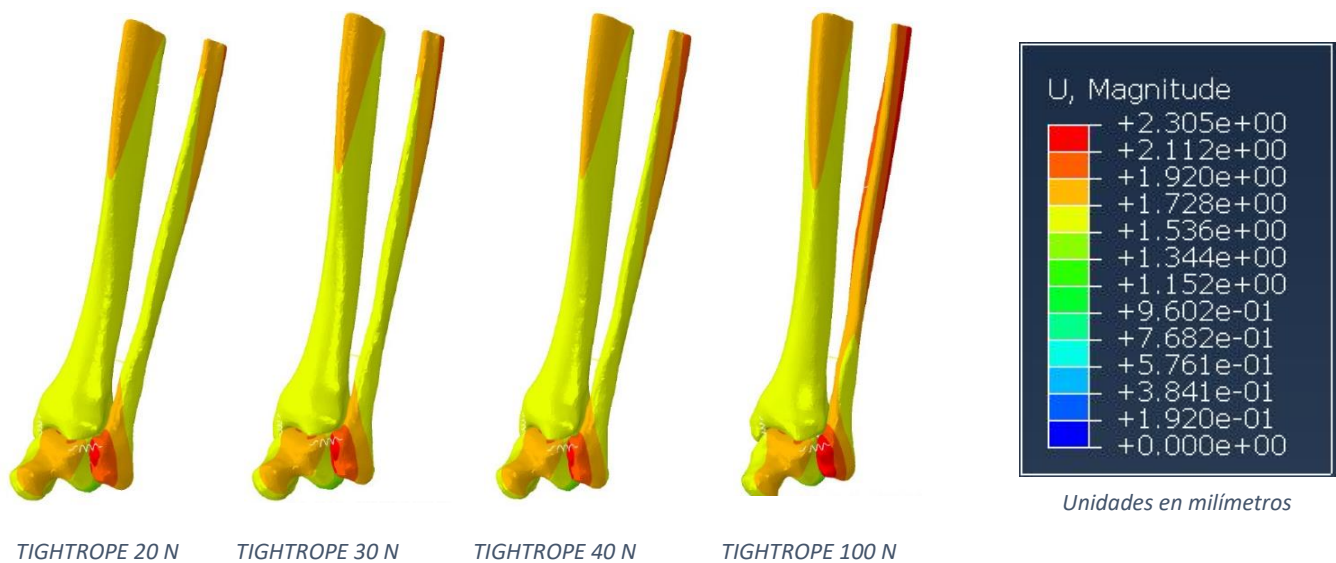 U, Magnitude
+2.305e+00
+2.112e+00
+1.920e+00
+1.728e+00
+1.536e+00
+1.344e+00
+1.152e+00
+9.602e-01
+7.682e-01
+5.761e-01
+3.841e-01
+1.920e-01
+0.000e+00
Unidades en milímetros
TIGHTROPE 20 N
TIGHTROPE 30 N
TIGHTROPE 40 N
TIGHTROPE 100 N